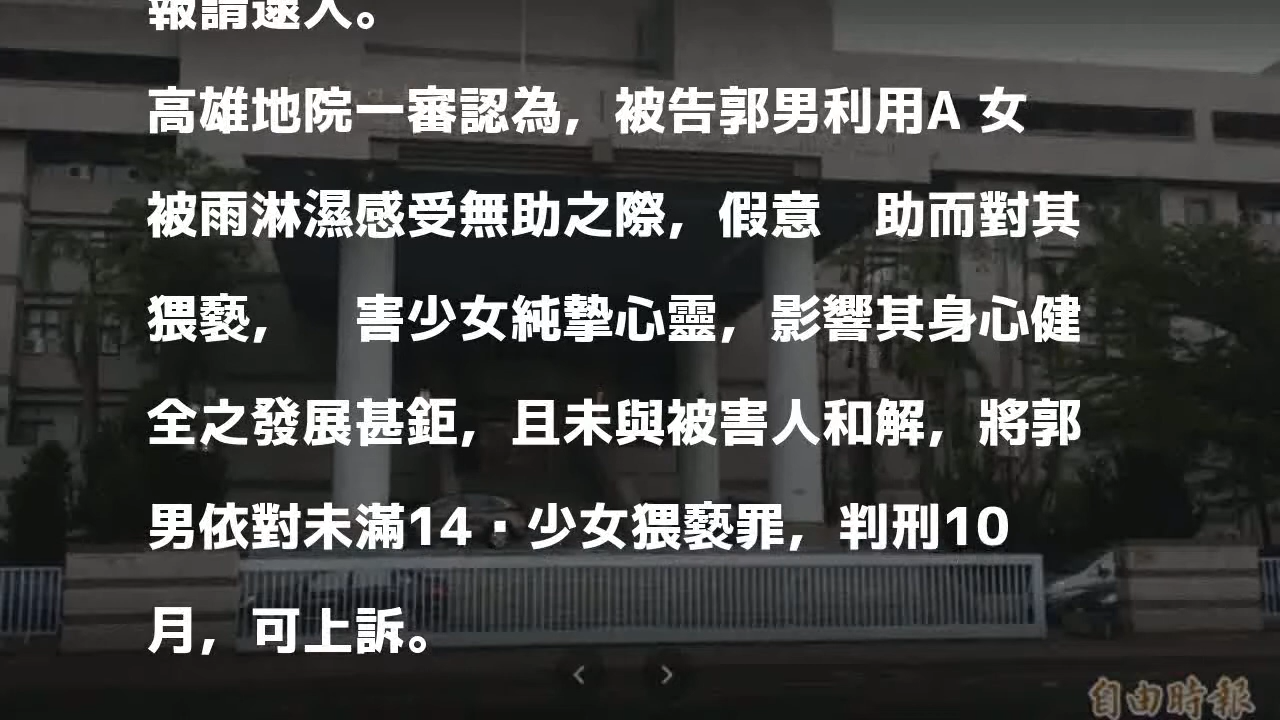 報請逮人。
高雄地院一審認為，被告郭男利用A 女
被雨淋濕感受無助之際，假意　助而對其
猥褻，　害少女純摯心靈，影響其身心健
全之發展甚鉅，且未與被害人和解，將郭
男依對未滿14・少女猥褻罪，判刑10
月，可上訴。
自由時報